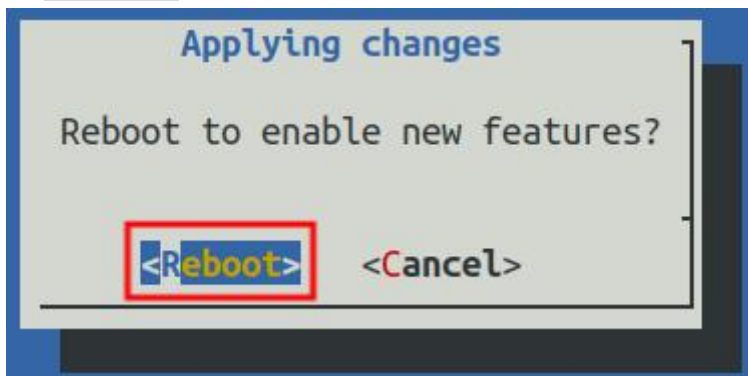 Applying changes
Reboot to enable new features?
<Reboot> <Cancel>